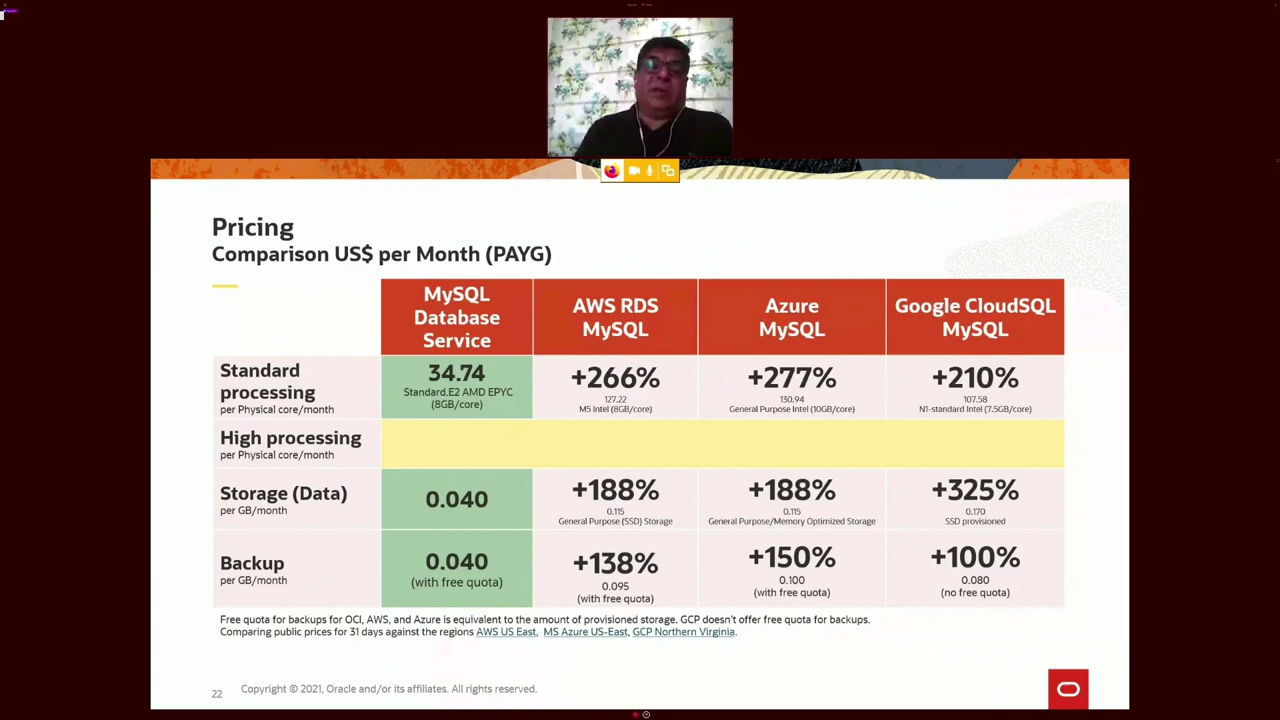 Pricing
Comparison US$ per Month (PAYG)
MySQL
Database
Service
AWS RDS
MySQL
Azure
MySQL
Google CloudSQL
MySQL
Standard
processing
per Physical core/month
34.74
Standard.E2 AMD EPYC
(8GB/core)
+266%
127.22
M5 Intel (8GB/core)
+277%
130.94
General Purpose Intel (10GB/core)
+210%
107.58
N1-standard Intel (7.5GB/core)
High processing
per Physical core/month
Storage (Data)
per GB/month
0.040
+188%
0.115
General Purpose (SSD) Storage
+188%
0.115
General Purpose/Memory Optimized Storage
+325%
0.170
SSD provisioned
Backup
per GB/month
0.040
(with free quota)
+138%
0.095
(with free quota)
+150%
0.100
(with free quota)
+100%
0.080
(no free quota)
Free quota for backups for OCI, AWS, and Azure is equivalent to the amount of provisioned storage. GCP doesn't offer free quota for backups.
Comparing public prices for 31 days against the regions AWS US East, MS Azure US-East, GCP Northern Virginia.
22
Copyright © 2021, Oracle and/or its affiliates. All rights reserved.